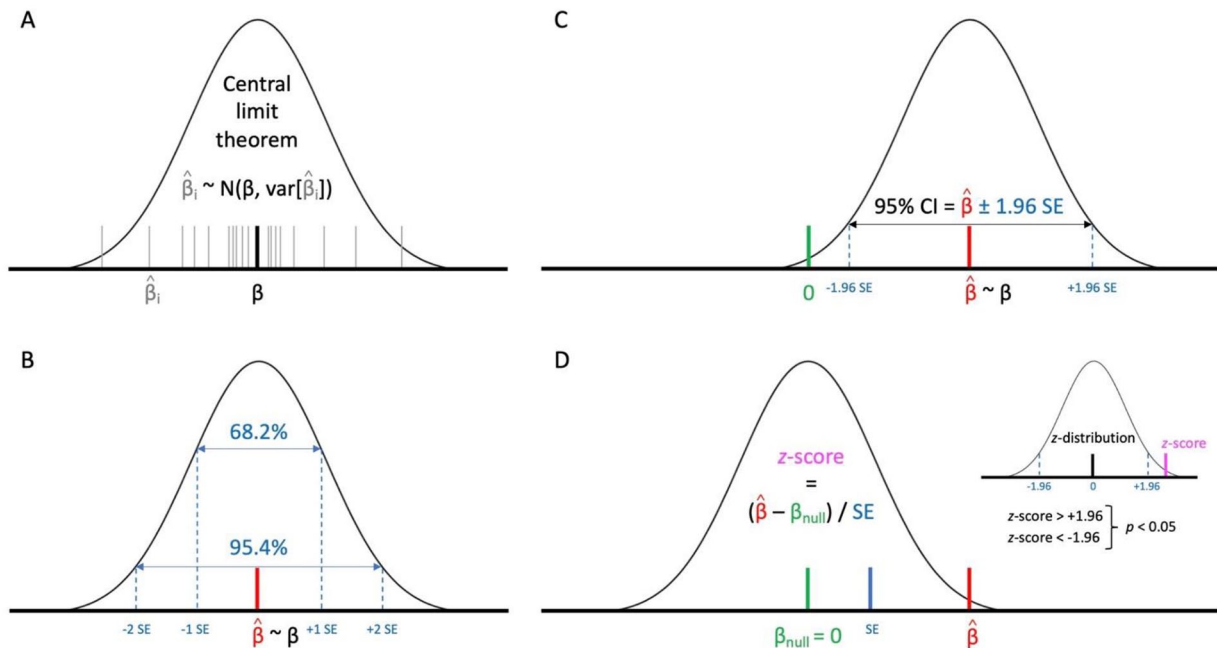 A
Central
limit
theorem
β̂i ~ N(β, var[β̂i])
β̂i
β
B
68.2%
95.4%
-2 SE
-1 SE
β̂ ~ β
+1 SE
+2 SE
C
95% CI = β̂ ± 1.96 SE
0
-1.96 SE
β̂ ~ β
+1.96 SE
D
z-score
=
(β̂ – βnull) / SE
βnull = 0
SE
β̂
z-distribution
z-score
-1.96
0
+1.96
z-score > +1.96
z-score < -1.96
p < 0.05